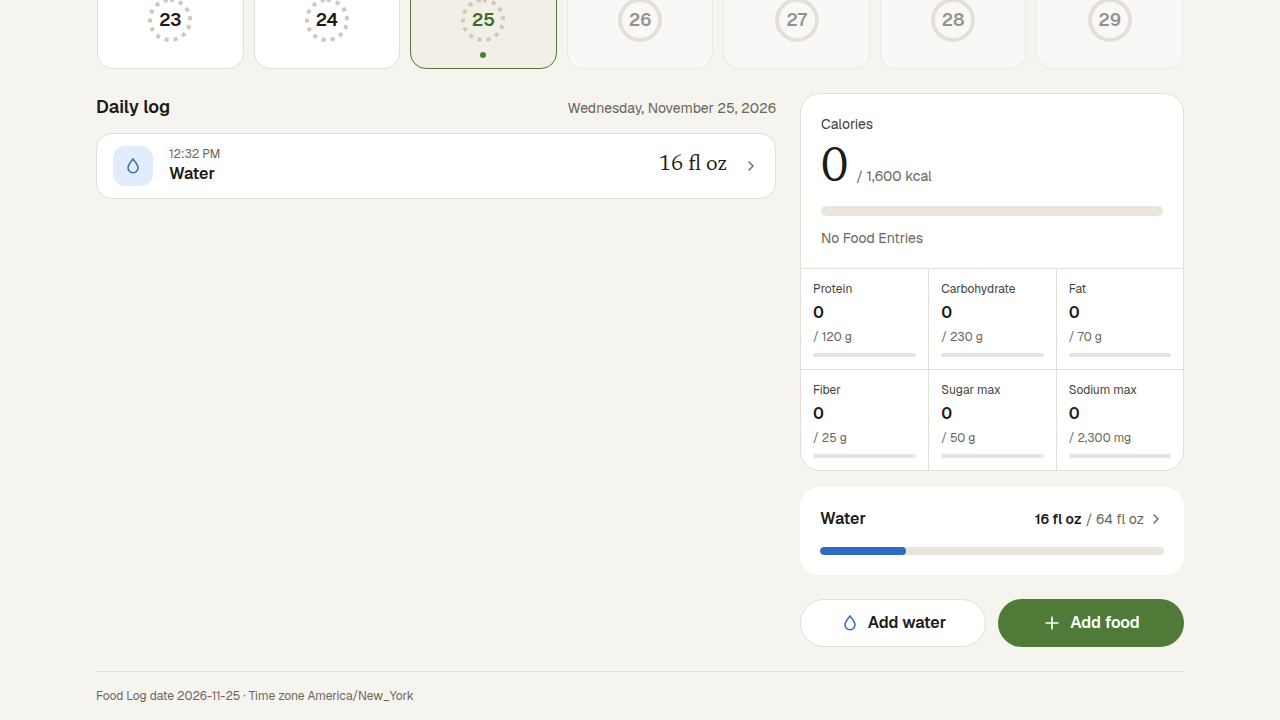 23
24
25
26
27
28
29
Daily log
Wednesday, November 25, 2026
12:32 PM
Water
16 fl oz
Calories
0 / 1,600 kcal
No Food Entries
Protein
0
/ 120 g
Carbohydrate
0
/ 230 g
Fat
0
/ 70 g
Fiber
0
/ 25 g
Sugar max
0
/ 50 g
Sodium max
0
/ 2,300 mg
Water
16 fl oz / 64 fl oz
Add water
Add food
Food Log date 2026-11-25 · Time zone America/New_York